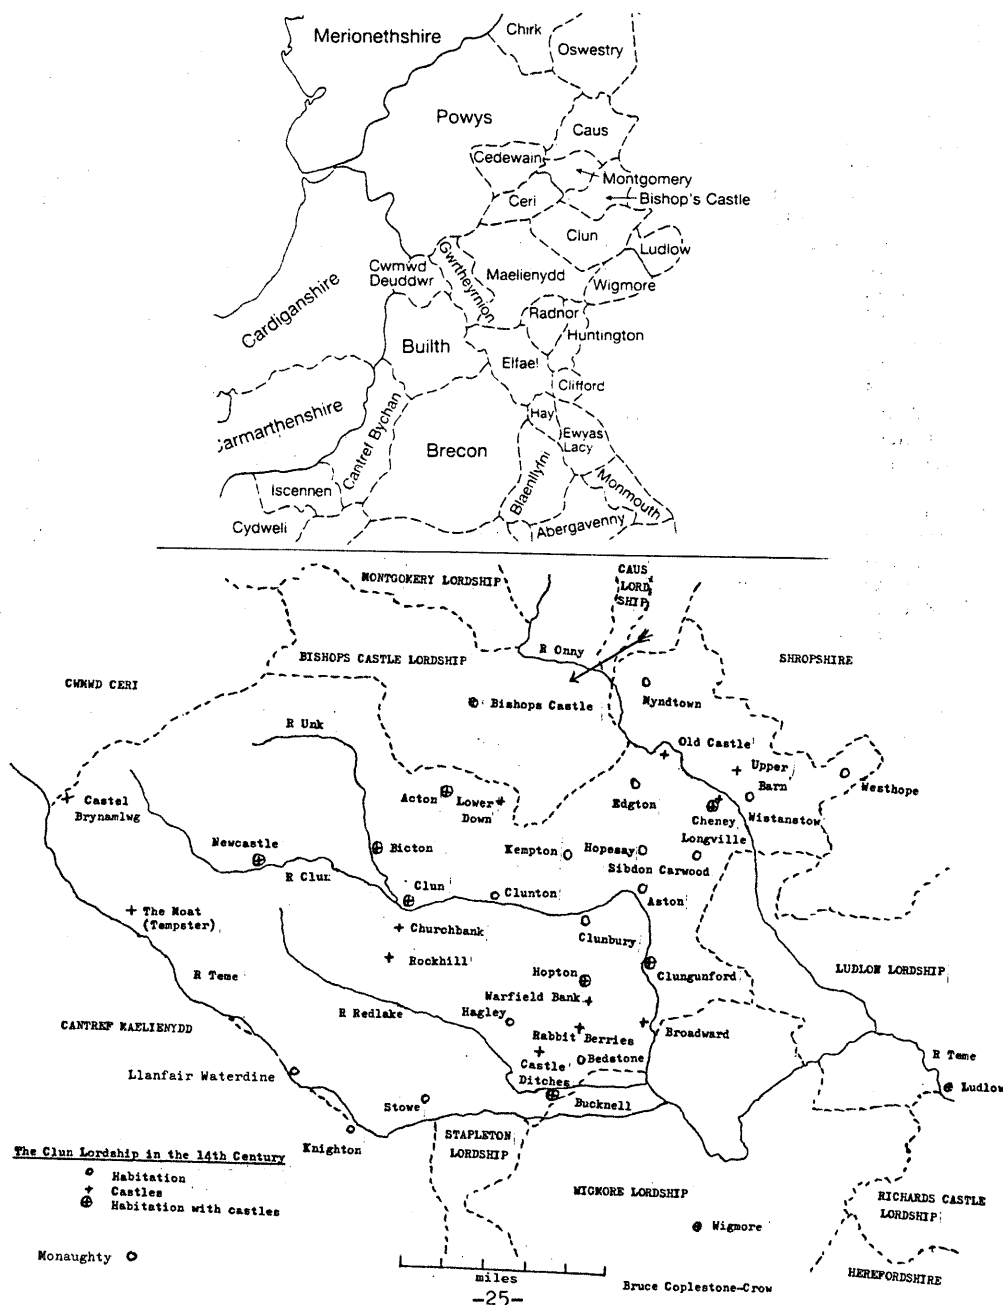 Merionethshire
Chirk
Oswestry
Powys
Caus
Cedewain
Montgomery
Bishop's Castle
Ceri
Clun
Ludlow
Gwrtheyrnion
Cwmwd
Deuddwr
Maelienydd
Wigmore
Cardiganshire
Radnor
Huntington
Builth
Elfael
Clifford
Carmarthenshire
Cantref Bychan
Hay
Ewyas
Lacy
Brecon
Blaenllyfni
Monmouth
Iscennen
Cydweli
Abergavenny
MONTGOKERY LORDSHIP
CAUS
LORD
SHIP
R Onny
BISHOPS CASTLE LORDSHIP
SHROPSHIRE
CWMWD CERI
Myndtown
Bishops Castle
R Unk
Old Castle
Upper
Barn
Westhope
Castel
Brynamlwg
Acton
Lower
Down
Edgton
Cheney
Longville
Wistanstow
Newcastle
Bicton
Kempton
Hopesay
Sibdon Carwood
R Clun
Clun
Clunton
Aston
The Moat
(Tempster)
Churchbank
Clunbury
Rockhill
R Teme
Hopton
Clungunford
LUDLOW LORDSHIP
Warfield Bank
Hagley
R Redlake
CANTREF MAELIENYDD
Rabbit Berries
Broadward
Castle
Ditches
Bedstone
R Teme
Ludlow
Llanfair Waterdine
Stowe
Bucknell
Knighton
STAPLETON
LORDSHIP
The Clun Lordship in the 14th Century
Habitation
Castles
Habitation with castles
WIGMORE LORDSHIP
RICHARDS CASTLE
LORDSHIP
Wigmore
Monaughty
HEREFORDSHIRE
miles
Bruce Coplestone-Crow
-25-